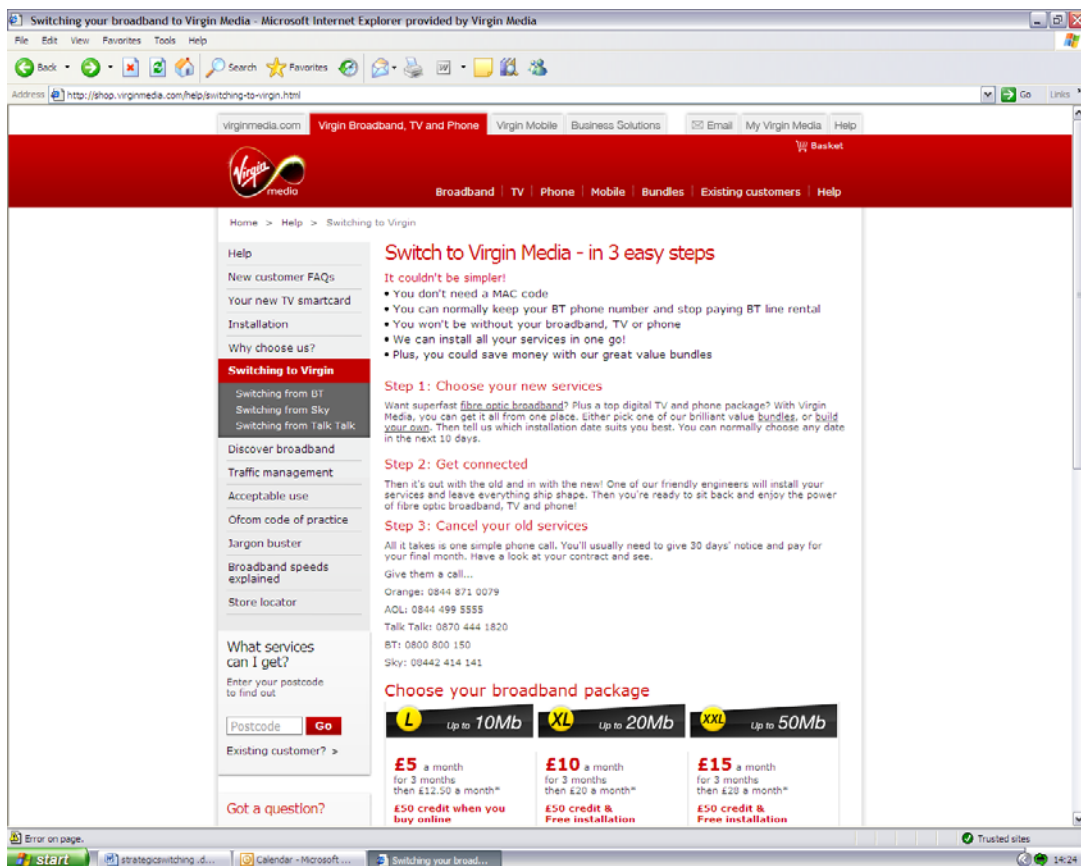 Switching your broadband to Virgin Media - Microsoft Internet Explorer provided by Virgin Media
File Edit View Favorites Tools Help
Back Search Favorites
Address http://shop.virginmedia.com/help/switching-to-virgin.html Go Links
virginmedia.com Virgin Broadband, TV and Phone Virgin Mobile Business Solutions Email My Virgin Media Help
Basket
Virgin media
Broadband TV Phone Mobile Bundles Existing customers Help
Home > Help > Switching to Virgin
Help
New customer FAQs
Your new TV smartcard
Installation
Why choose us?
Switching to Virgin
Switching from BT
Switching from Sky
Switching from Talk Talk
Discover broadband
Traffic management
Acceptable use
Ofcom code of practice
Jargon buster
Broadband speeds
explained
Store locator
What services
can I get?
Enter your postcode
to find out
Postcode Go
Existing customer? »
Got a question?
Switch to Virgin Media - in 3 easy steps
It couldn't be simpler!
• You don't need a MAC code
• You can normally keep your BT phone number and stop paying BT line rental
• You won't be without your broadband, TV or phone
• We can install all your services in one go!
• Plus, you could save money with our great value bundles
Step 1: Choose your new services
Want superfast fibre optic broadband? Plus a top digital TV and phone package? With Virgin
Media, you can get it all from one place. Either pick one of our brilliant value bundles, or build
your own. Then tell us which installation date suits you best. You can normally choose any date
in the next 10 days.
Step 2: Get connected
Then it's out with the old and in with the new! One of our friendly engineers will install your
services and leave everything ship shape. Then you're ready to sit back and enjoy the power
of fibre optic broadband, TV and phone!
Step 3: Cancel your old services
All it takes is one simple phone call. You'll usually need to give 30 days' notice and pay for
your final month. Have a look at your contract and see.
Give them a call...
Orange: 0844 871 0079
AOL: 0844 499 5555
Talk Talk: 0870 444 1820
BT: 0800 800 150
Sky: 08442 414 141
Choose your broadband package
L Up to 10Mb
£5 a month
for 3 months
then £12.50 a month*
£50 credit when you
buy online
XL Up to 20Mb
£10 a month
for 3 months
then £20 a month*
£50 credit &
Free installation
XXL Up to 50Mb
£15 a month
for 3 months
then £28 a month*
£50 credit &
Free installation
Error on page. Trusted sites
start strategicswitching .d... Calendar - Microsoft ... Switching your broad... 14:26